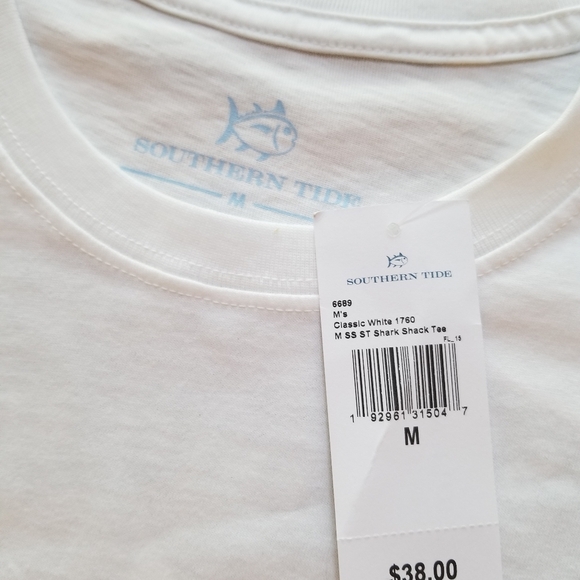 SOUTHERN TIDE
M
SOUTHERN TIDE
6689
M's
Classic White 1760
M SS ST Shark Shack Tee
FL_15
1 92961 31504 7
M
$38.00